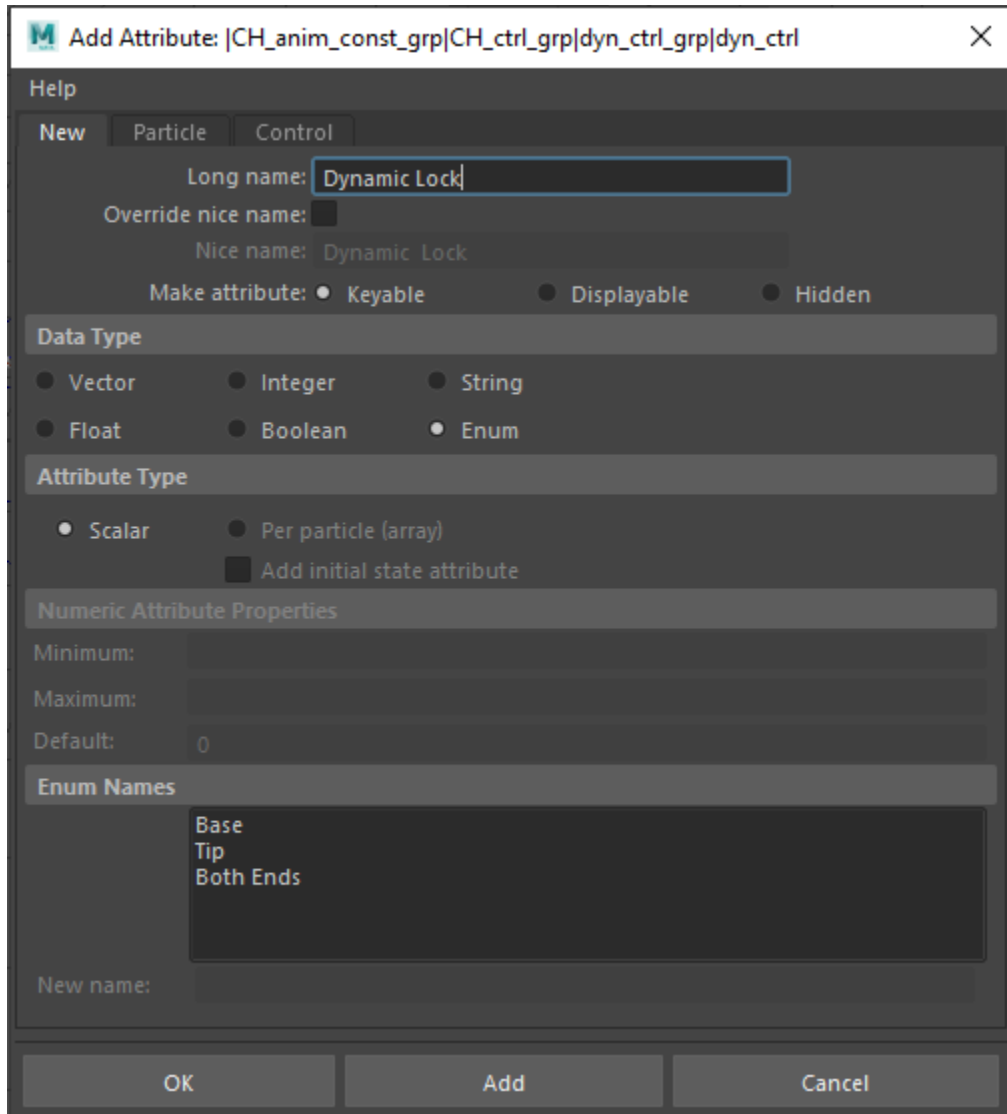 Add Attribute: |CH_anim_const_grp|CH_ctrl_grp|dyn_ctrl_grp|dyn_ctrl
Help
New Particle Control
Long name: Dynamic Lock
Override nice name:
Nice name: Dynamic  Lock
Make attribute: Keyable Displayable Hidden
Data Type
Vector Integer String
Float Boolean Enum
Attribute Type
Scalar Per particle (array)
Add initial state attribute
Numeric Attribute Properties
Minimum:
Maximum:
Default: 0
Enum Names
Base
Tip
Both Ends
New name:
OK Add Cancel